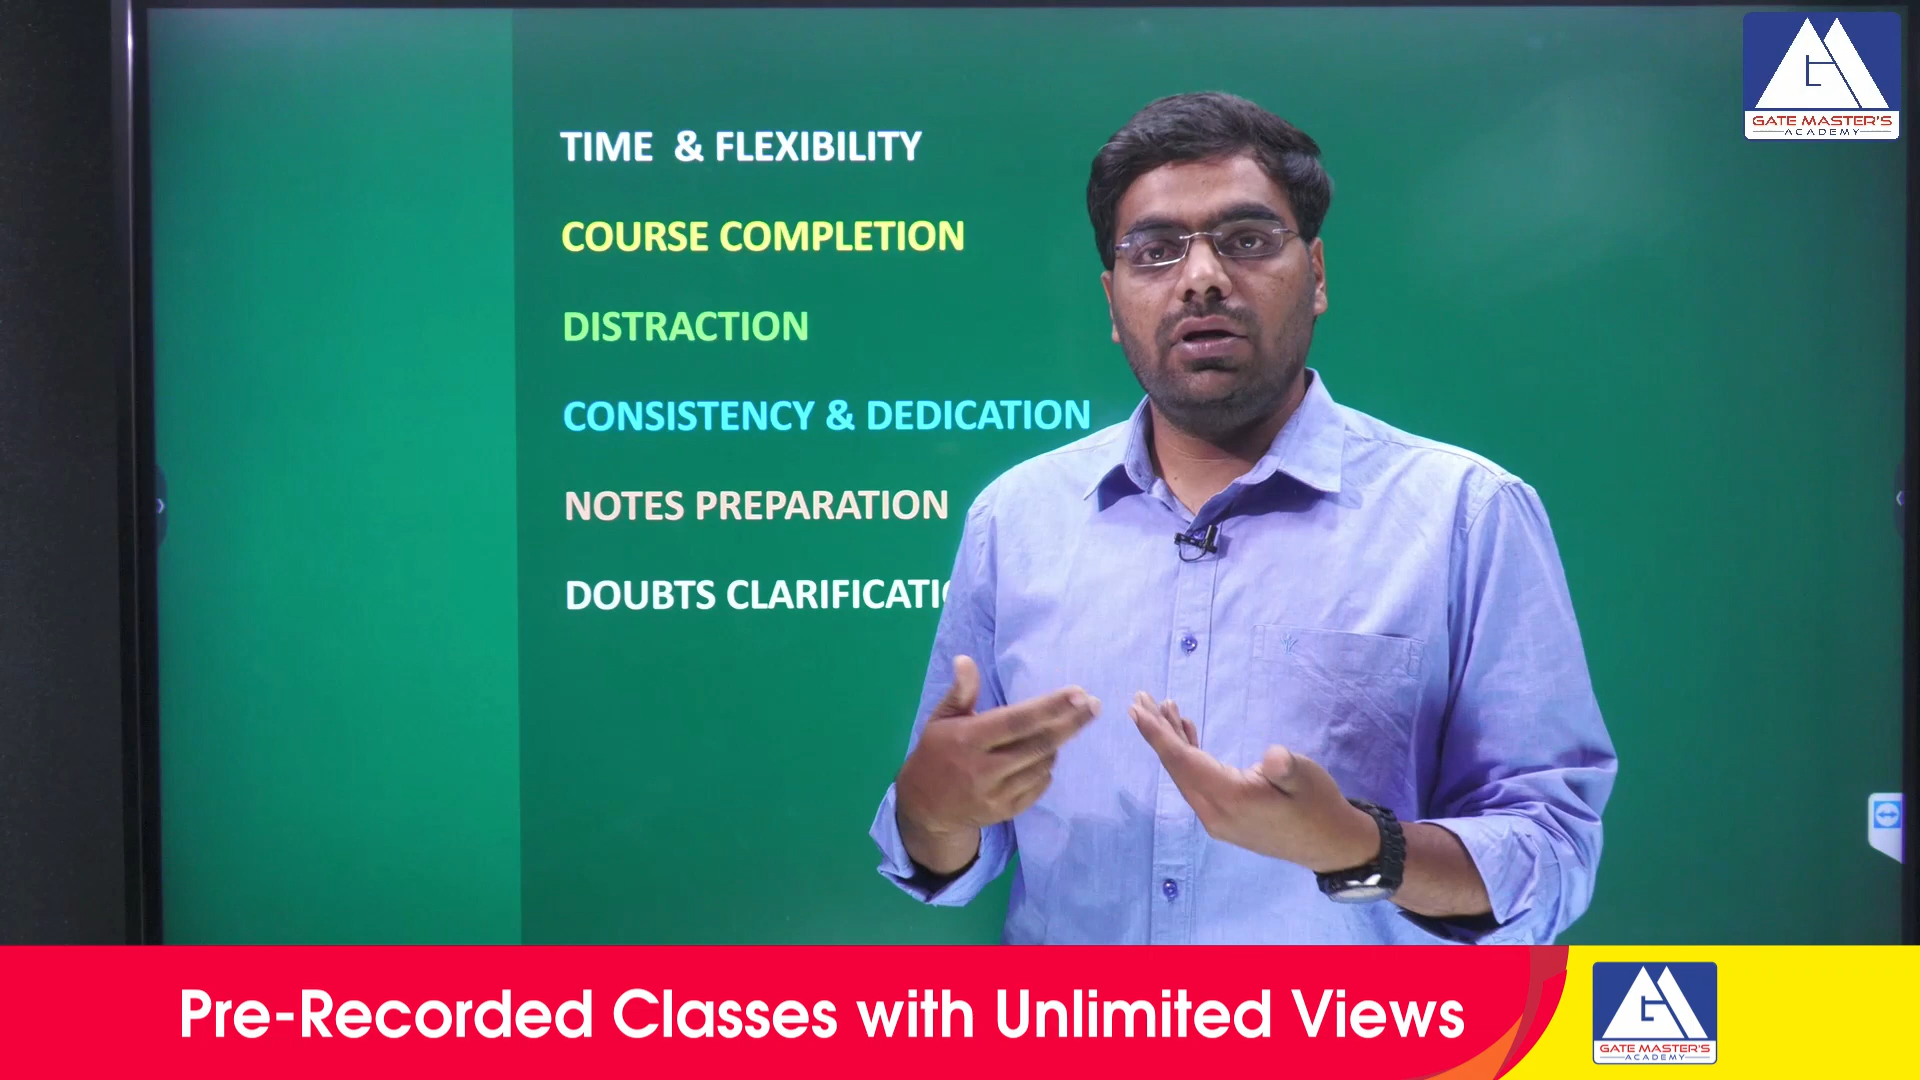 GATE MASTER'S
ACADEMY
TIME & FLEXIBILITY
COURSE COMPLETION
DISTRACTION
CONSISTENCY & DEDICATION
NOTES PREPARATION
DOUBTS CLARIFICATI
Pre-Recorded Classes with Unlimited Views
GATE MASTER'S
ACADEMY